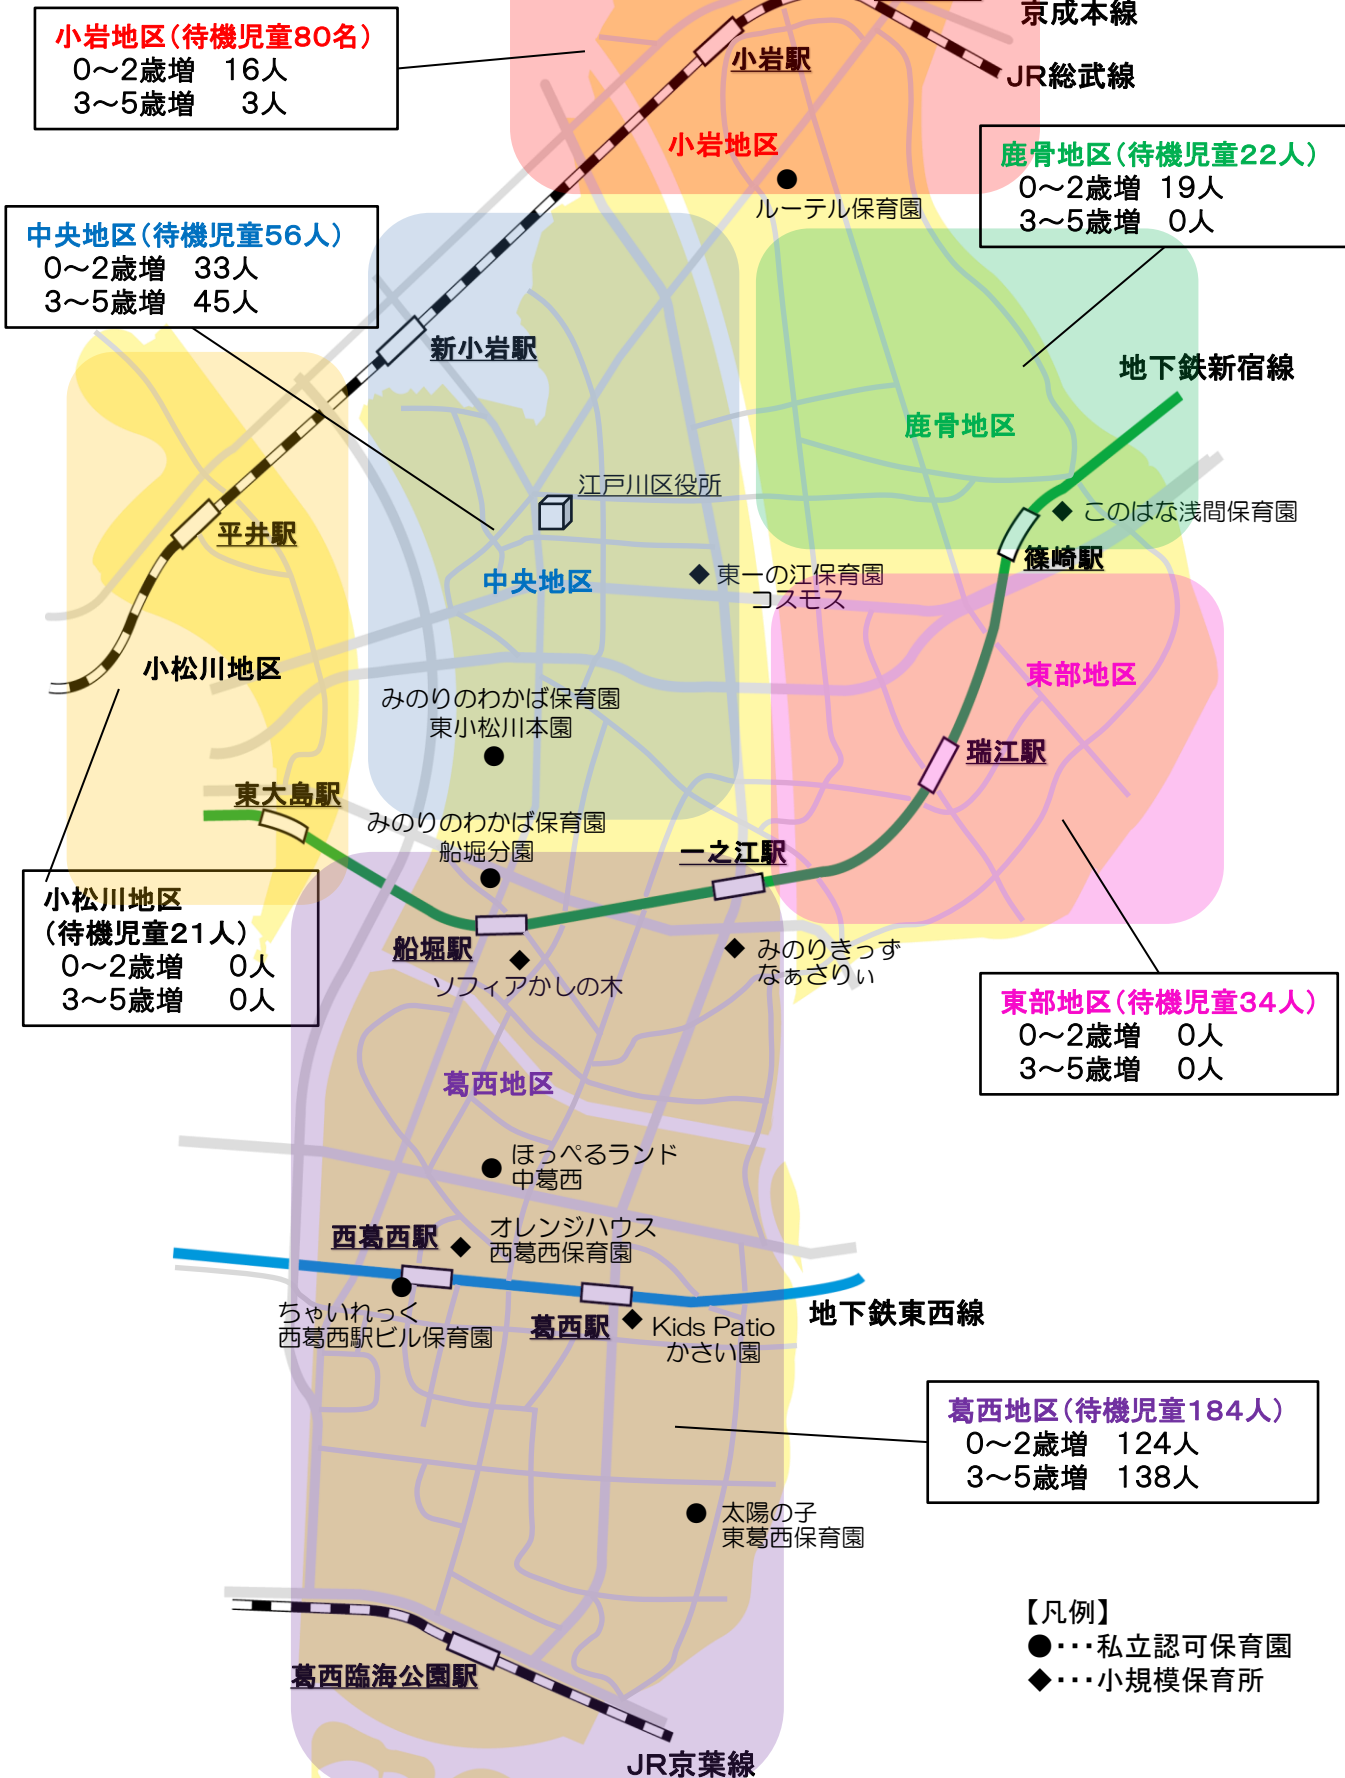 京成本線
小岩地区(待機児童80名)
0～2歳増 16人
3～5歳増 3人
小岩駅
JR総武線
小岩地区
鹿骨地区(待機児童22人)
0～2歳増 19人
3～5歳増 0人
ルーテル保育園
中央地区(待機児童56人)
0～2歳増 33人
3～5歳増 45人
新小岩駅
地下鉄新宿線
鹿骨地区
江戸川区役所
このはな浅間保育園
平井駅
篠崎駅
中央地区
東一の江保育園
コスモス
小松川地区
東部地区
みのりのわかば保育園
東小松川本園
瑞江駅
東大島駅
みのりのわかば保育園
船堀分園
一之江駅
小松川地区
(待機児童21人)
0～2歳増 0人
3～5歳増 0人
船堀駅
ソフィアかしの木
みのりきっず
なぁさりぃ
東部地区(待機児童34人)
0～2歳増 0人
3～5歳増 0人
葛西地区
ほっぺるランド
中葛西
西葛西駅
オレンジハウス
西葛西保育園
ちゃいれっく
西葛西駅ビル保育園
葛西駅
Kids Patio
かさい園
地下鉄東西線
葛西地区(待機児童184人)
0～2歳増 124人
3～5歳増 138人
太陽の子
東葛西保育園
【凡例】
●・・・私立認可保育園
◆・・・小規模保育所
葛西臨海公園駅
JR京葉線